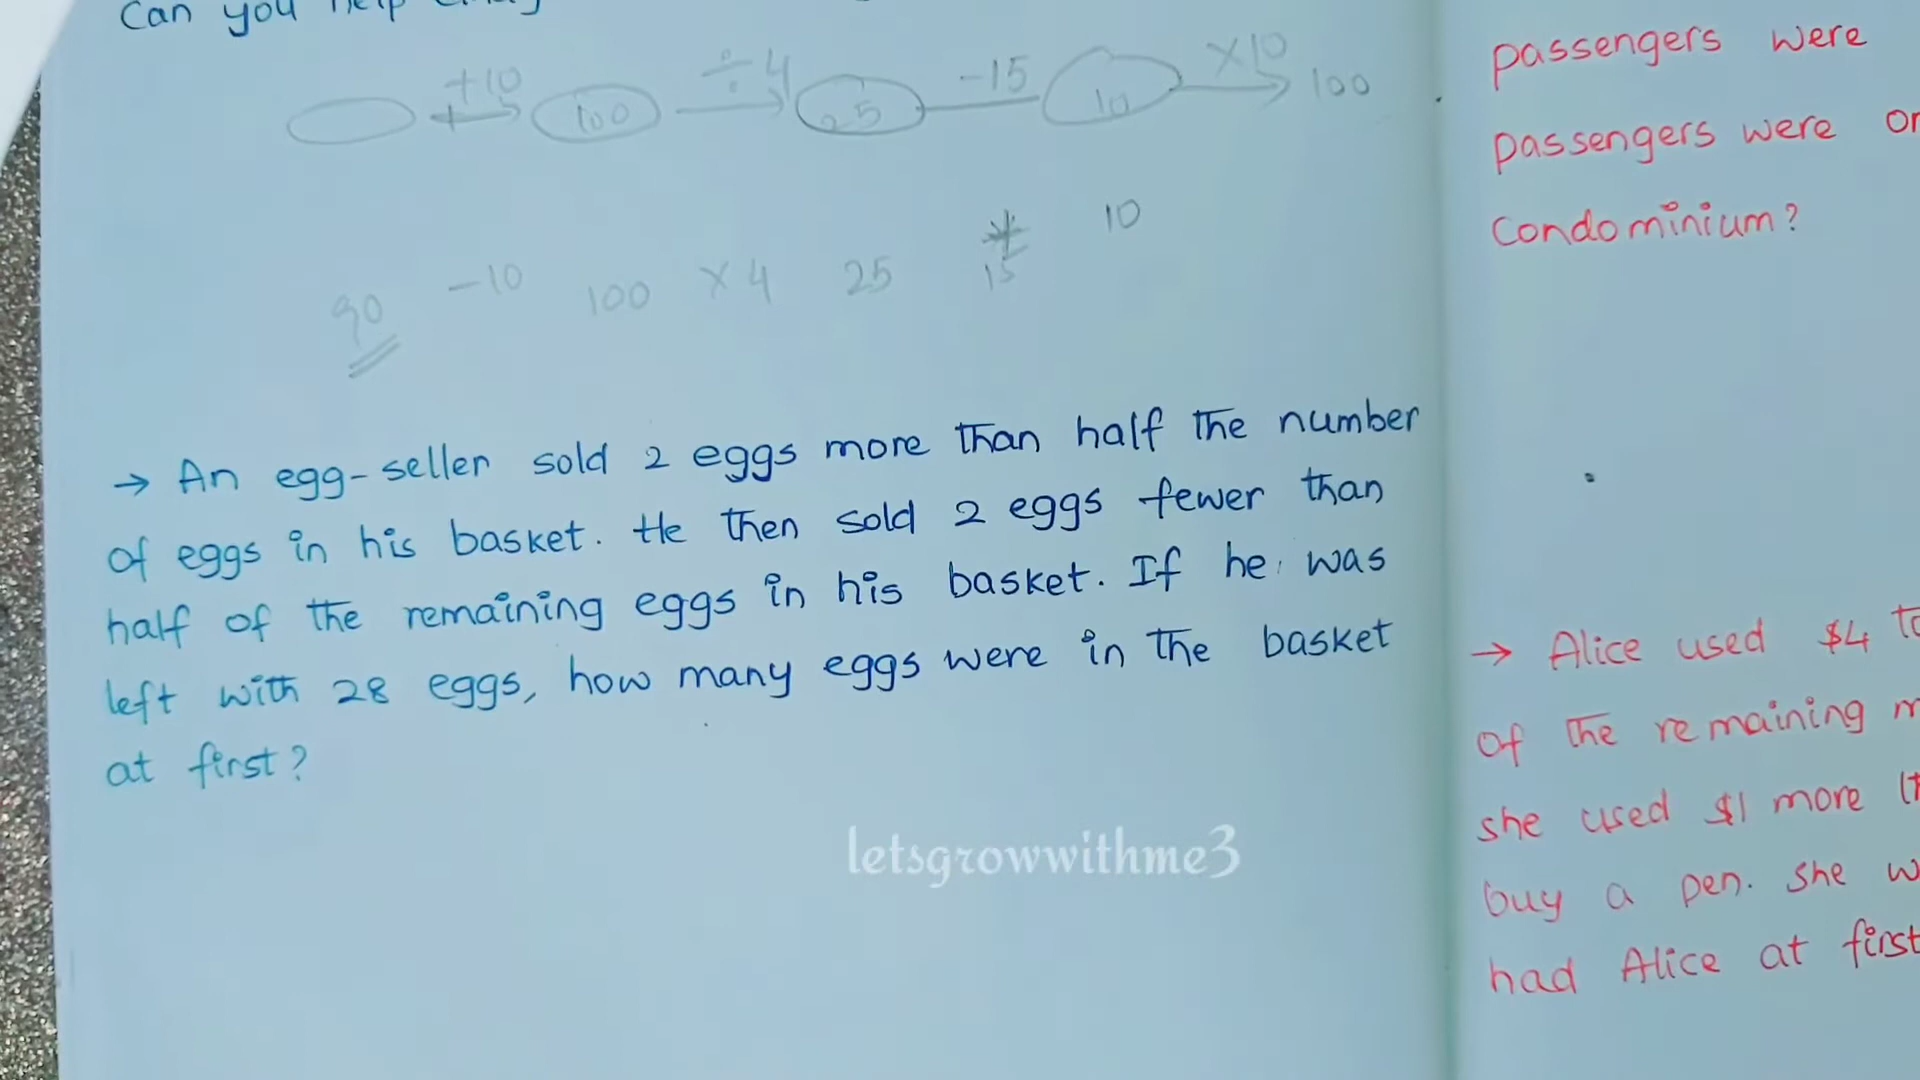 Can you help
+10 ÷4 -15 ×10
100 25 10 100
10
90 -10 100 ×4 25 15
→ An egg-seller sold 2 eggs more than half the number
of eggs in his basket. He then sold 2 eggs fewer than
half of the remaining eggs in his basket. If he was
left with 28 eggs, how many eggs were in the basket
at first?
letsgrowwithme3
passengers were
passengers were
condominium?
→ Alice used $4
of the remaining
she used $1 more
buy a pen. she
had Alice at first